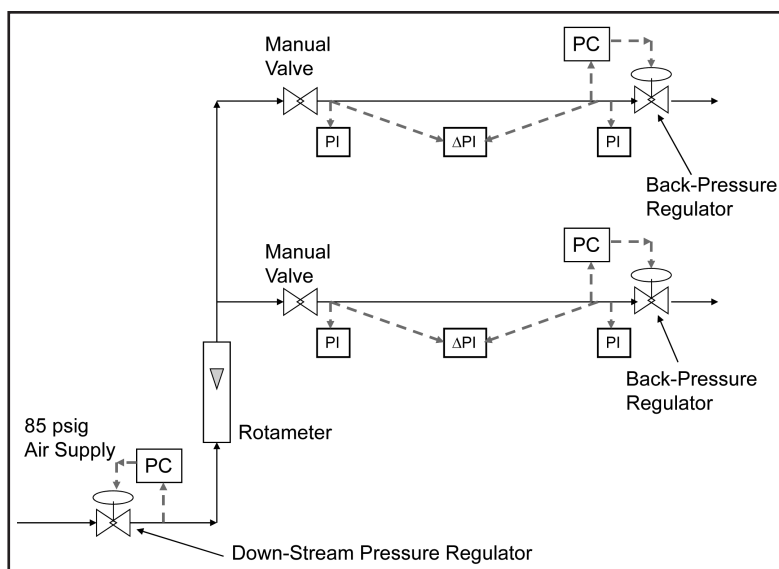 Manual
Valve
PC
PI
ΔPI
PI
Back-Pressure
Regulator
Manual
Valve
PC
PI
ΔPI
PI
Back-Pressure
Regulator
Rotameter
85 psig
Air Supply
PC
Down-Stream Pressure Regulator